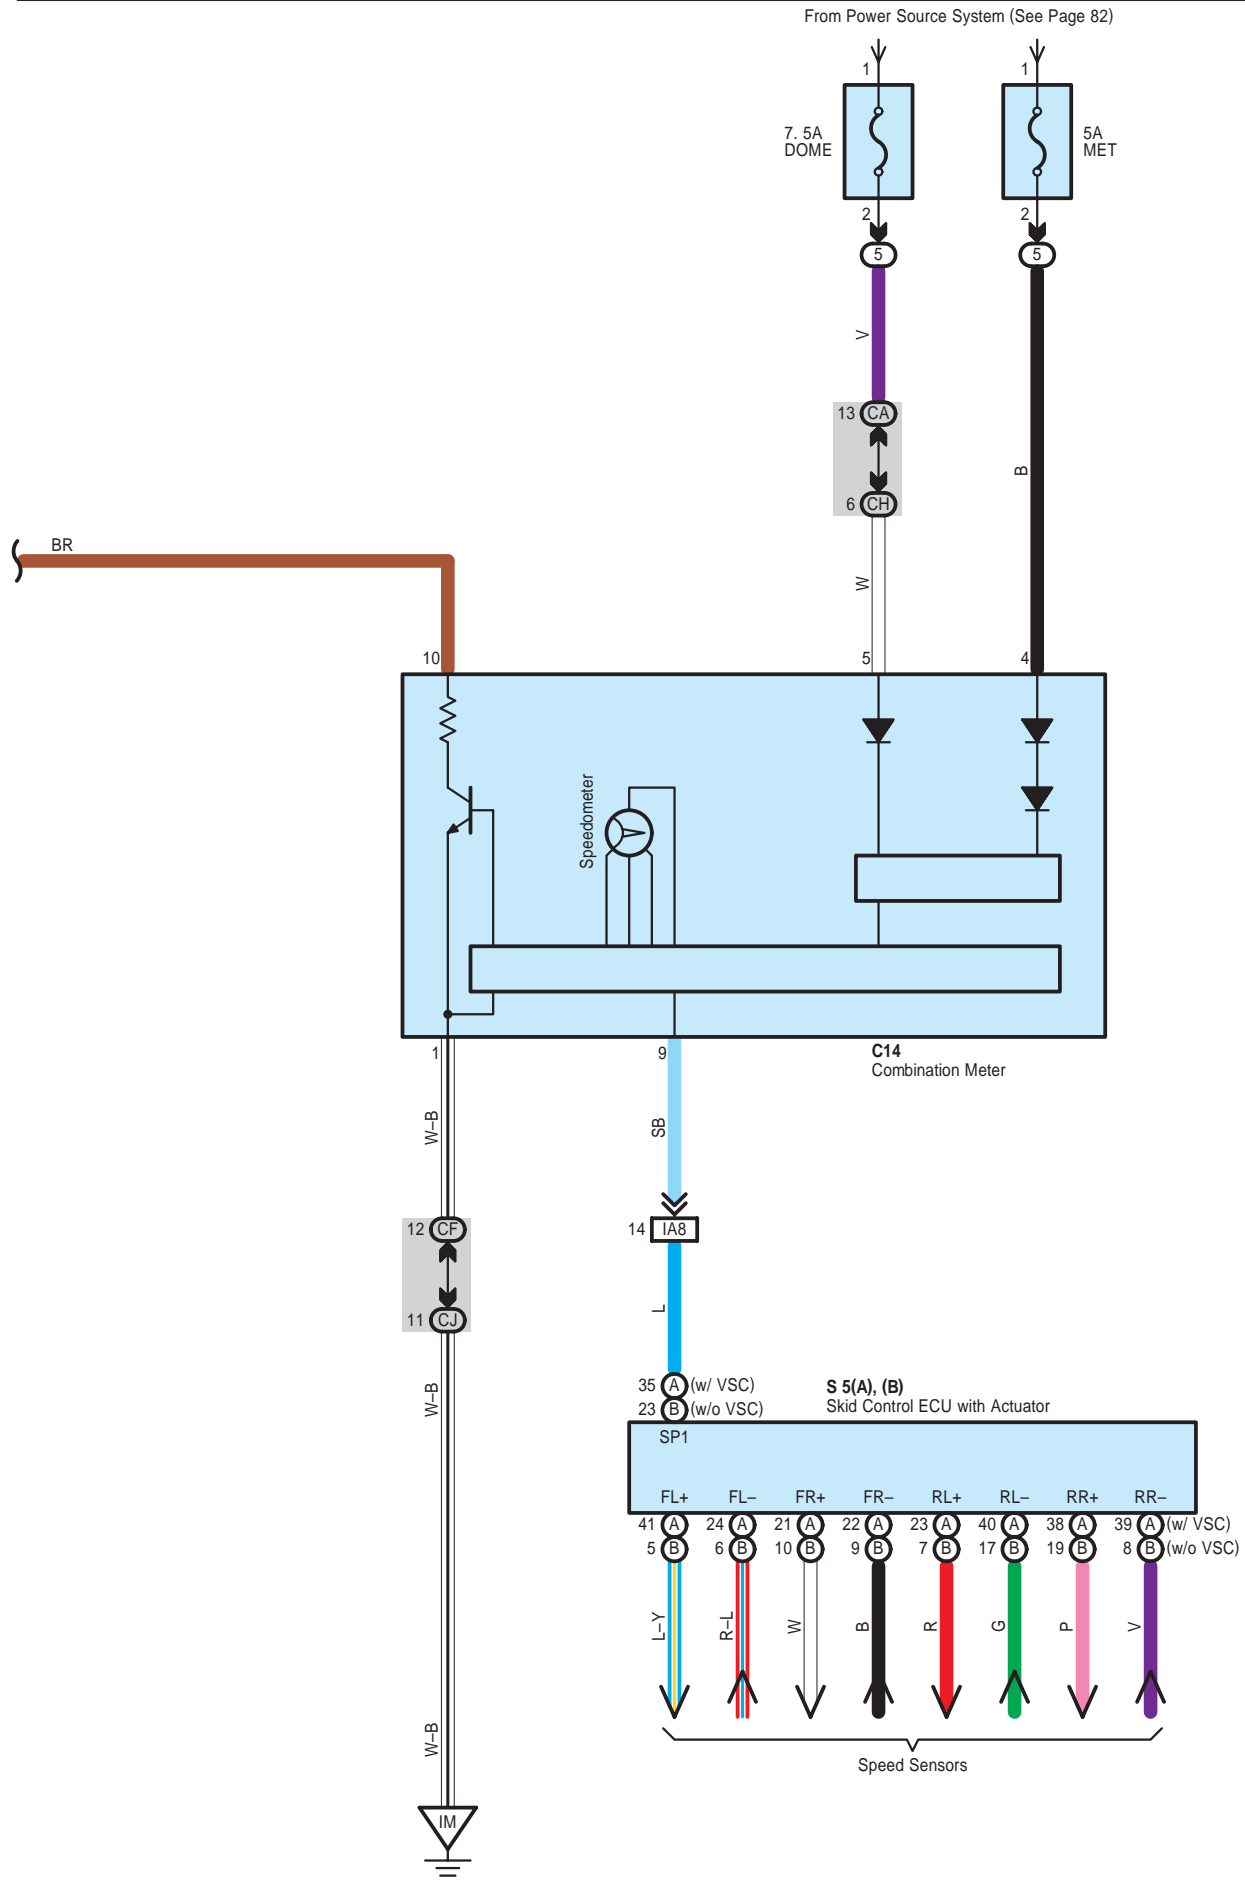 From Power Source System (See Page 82)
1
1
7. 5A
DOME
5A
MET
2
2
5
5
V
13 CA
B
6 CH
BR
W
10
5
4
Speedometer
1
9
C14
Combination Meter
W–B
SB
12 CF
14 IA8
11 CJ
L
W–B
35 A (w/ VSC)
23 B (w/o VSC)
S 5(A), (B)
Skid Control ECU with Actuator
SP1
FL+ FL– FR+ FR– RL+ RL– RR+ RR–
41 A 24 A 21 A 22 A 23 A 40 A 38 A 39 A (w/ VSC)
5 B 6 B 10 B 9 B 7 B 17 B 19 B 8 B (w/o VSC)
L–Y R–L W B R G P V
W–B
Speed Sensors
IM